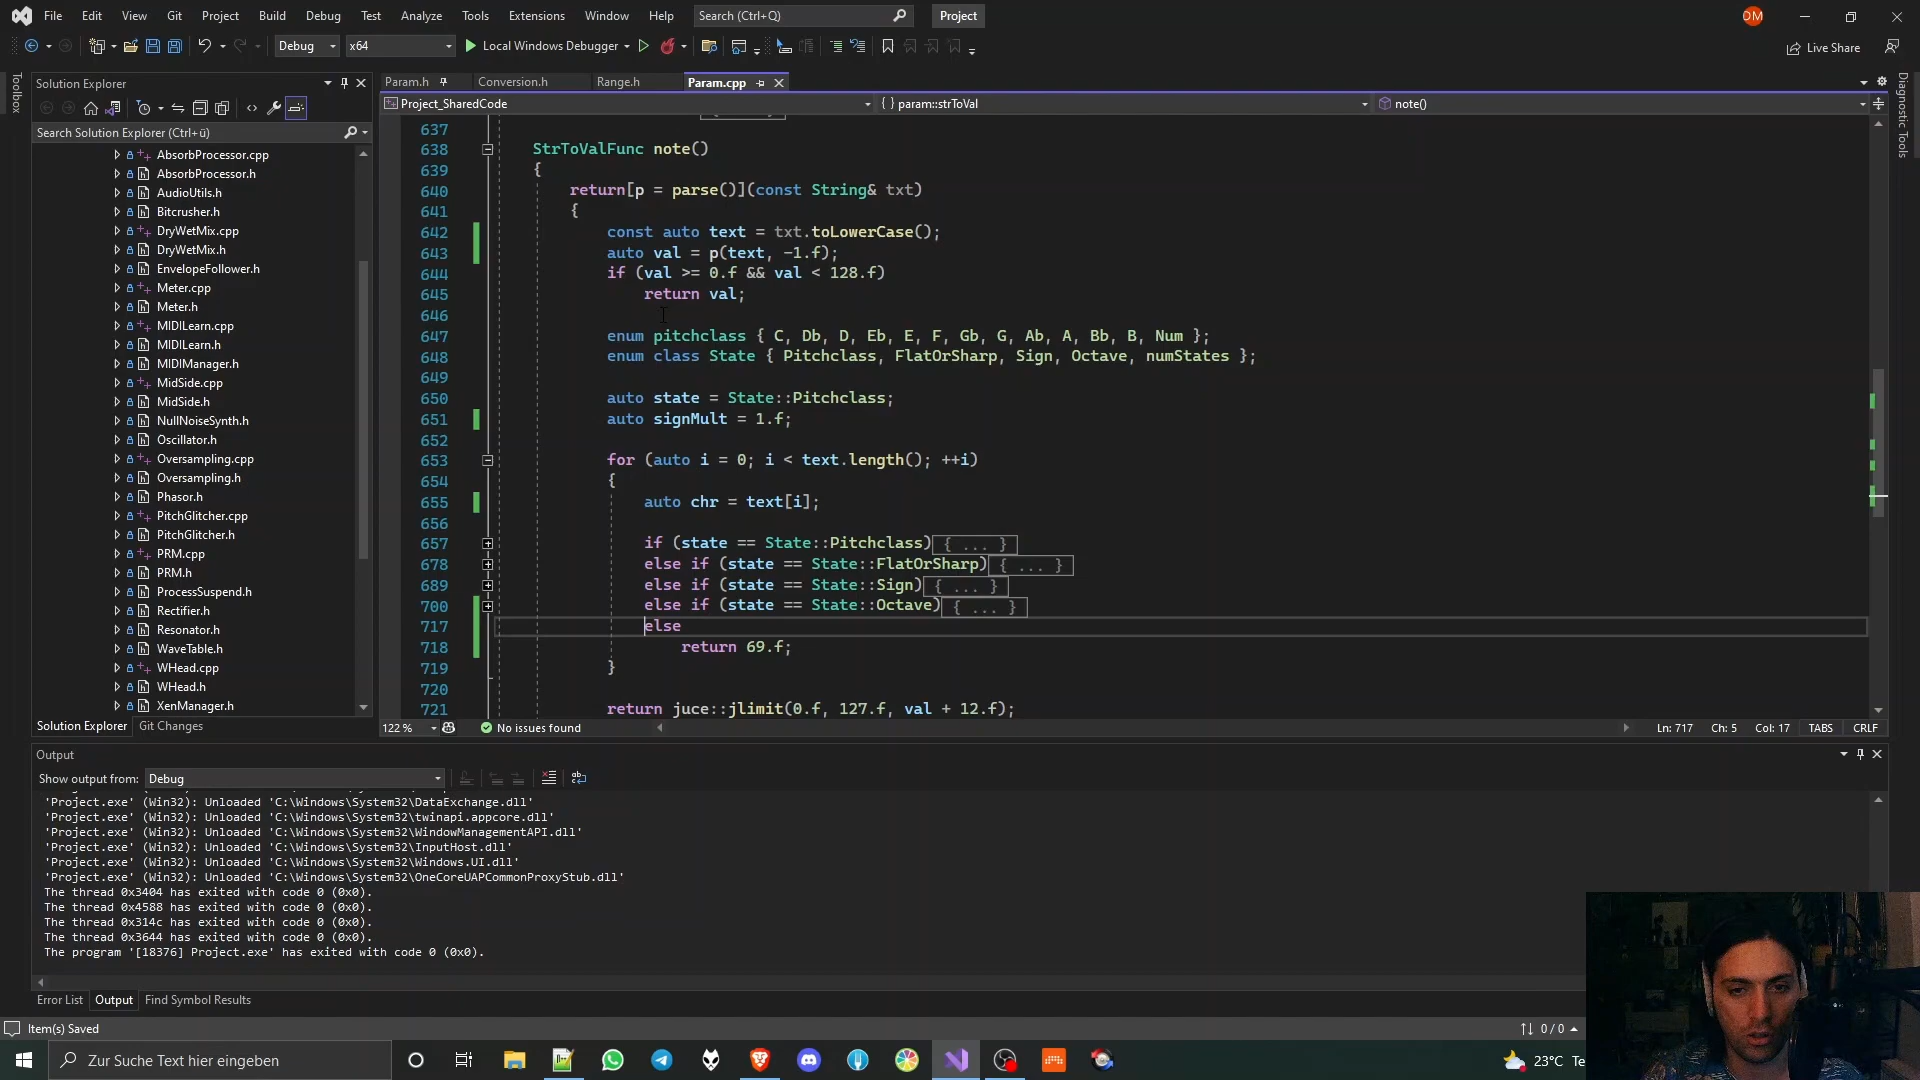 File Edit View Git Project Build Debug Test Analyze Tools Extensions Window Help Search (Ctrl+Q) Project DM
Debug x64 Local Windows Debugger Live Share
Toolbox
Solution Explorer
Search Solution Explorer (Ctrl+ü)
AbsorbProcessor.cpp
AbsorbProcessor.h
AudioUtils.h
Bitcrusher.h
DryWetMix.cpp
DryWetMix.h
EnvelopeFollower.h
Meter.cpp
Meter.h
MIDILearn.cpp
MIDILearn.h
MIDIManager.h
MidSide.cpp
MidSide.h
NullNoiseSynth.h
Oscillator.h
Oversampling.cpp
Oversampling.h
Phasor.h
PitchGlitcher.cpp
PitchGlitcher.h
PRM.cpp
PRM.h
ProcessSuspend.h
Rectifier.h
Resonator.h
WaveTable.h
WHead.cpp
WHead.h
XenManager.h
Solution Explorer Git Changes
Param.h Conversion.h Range.h Param.cpp
Project_SharedCode { } param::strToVal note()
637
638 StrToValFunc note()
639 {
640 return[p = parse()](const String& txt)
641 {
642 const auto text = txt.toLowerCase();
643 auto val = p(text, -1.f);
644 if (val >= 0.f && val < 128.f)
645 return val;
646
647 enum pitchclass { C, Db, D, Eb, E, F, Gb, G, Ab, A, Bb, B, Num };
648 enum class State { Pitchclass, FlatOrSharp, Sign, Octave, numStates };
649
650 auto state = State::Pitchclass;
651 auto signMult = 1.f;
652
653 for (auto i = 0; i < text.length(); ++i)
654 {
655 auto chr = text[i];
656
657 if (state == State::Pitchclass){ ... }
678 else if (state == State::FlatOrSharp){ ... }
689 else if (state == State::Sign){ ... }
700 else if (state == State::Octave){ ... }
717 else
718 return 69.f;
719 }
720
721 return juce::jlimit(0.f, 127.f, val + 12.f);
122 % No issues found Ln: 717 Ch: 5 Col: 17 TABS CRLF
Diagnostic Tools
Output
Show output from: Debug
'Project.exe' (Win32): Unloaded 'C:\Windows\System32\DataExchange.dll'
'Project.exe' (Win32): Unloaded 'C:\Windows\System32\twinapi.appcore.dll'
'Project.exe' (Win32): Unloaded 'C:\Windows\System32\WindowManagementAPI.dll'
'Project.exe' (Win32): Unloaded 'C:\Windows\System32\InputHost.dll'
'Project.exe' (Win32): Unloaded 'C:\Windows\System32\Windows.UI.dll'
'Project.exe' (Win32): Unloaded 'C:\Windows\System32\OneCoreUAPCommonProxyStub.dll'
The thread 0x3404 has exited with code 0 (0x0).
The thread 0x4588 has exited with code 0 (0x0).
The thread 0x314c has exited with code 0 (0x0).
The thread 0x3644 has exited with code 0 (0x0).
The program '[18376] Project.exe' has exited with code 0 (0x0).
Error List Output Find Symbol Results
Item(s) Saved 0 / 0
Zur Suche Text hier eingeben 23°C Te